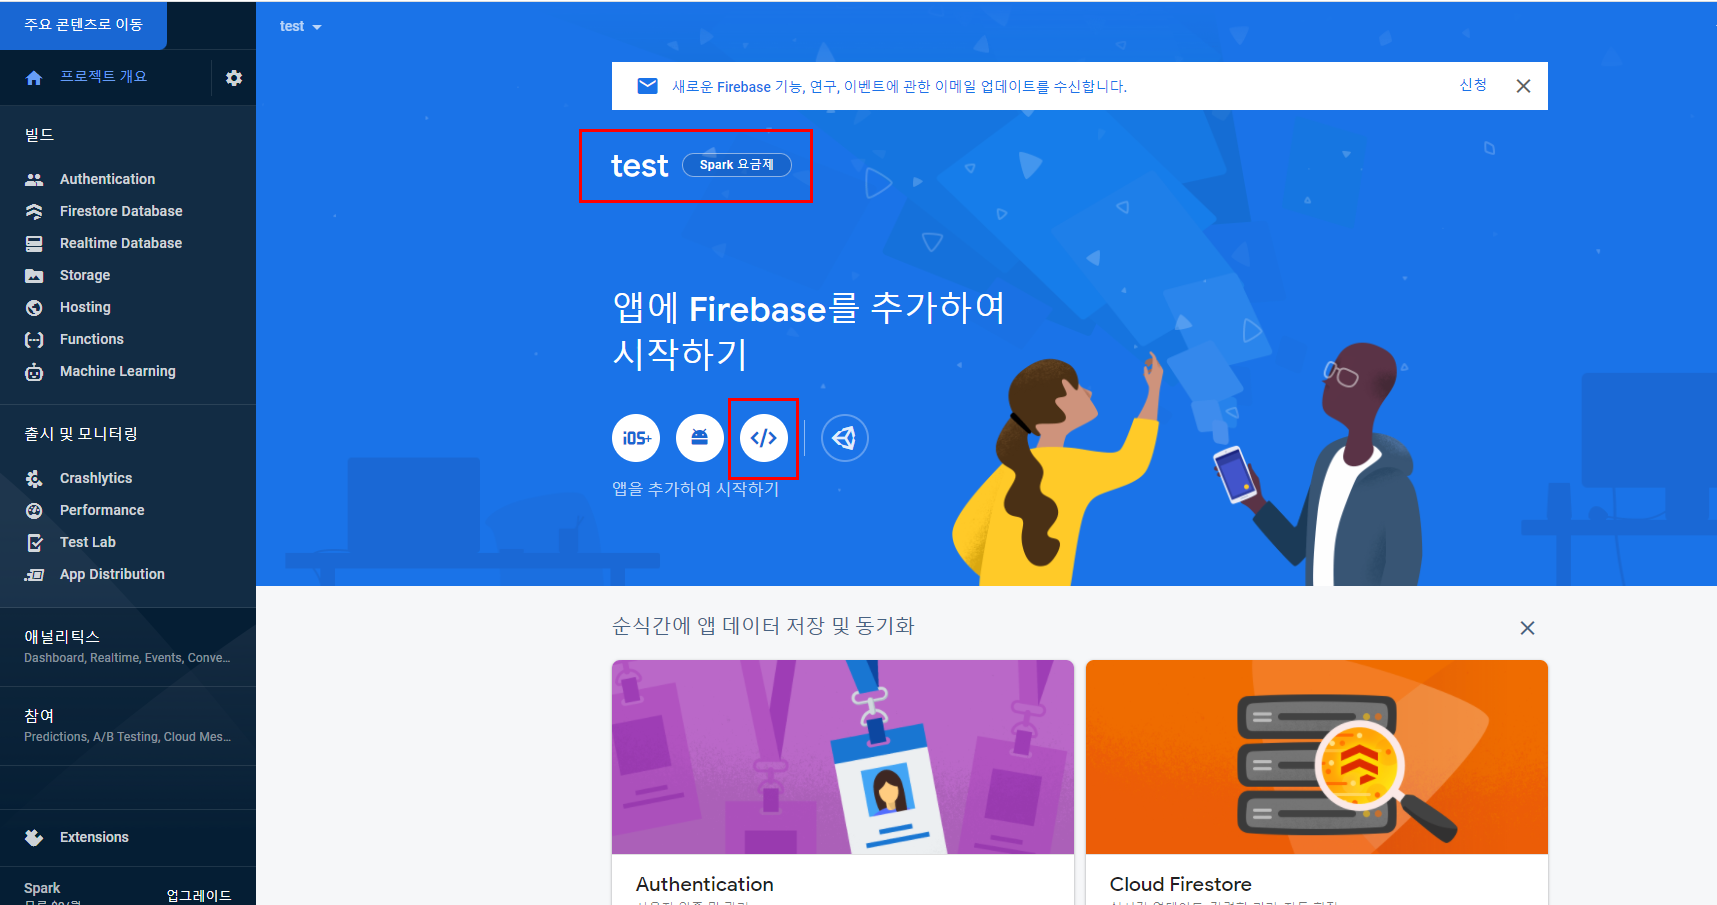 주요 콘텐츠로 이동
test
프로젝트 개요
새로운 Firebase 기능, 연구, 이벤트에 관한 이메일 업데이트를 수신합니다.
신청
빌드
Authentication
Firestore Database
Realtime Database
Storage
Hosting
Functions
Machine Learning
출시 및 모니터링
Crashlytics
Performance
Test Lab
App Distribution
애널리틱스
Dashboard, Realtime, Events, Conve...
참여
Predictions, A/B Testing, Cloud Mes...
Extensions
Spark
업그레이드
test
Spark 요금제
앱에 Firebase를 추가하여
시작하기
iOS+
앱을 추가하여 시작하기
순식간에 앱 데이터 저장 및 동기화
Authentication
Cloud Firestore